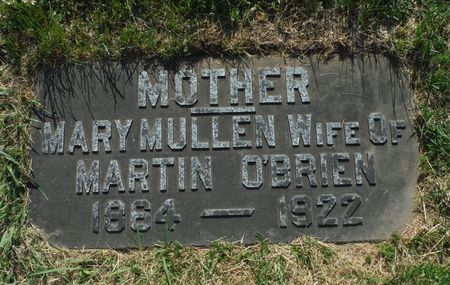 MOTHER
MARY MULLEN WIFE OF
MARTIN O'BRIEN
1864 — 1922